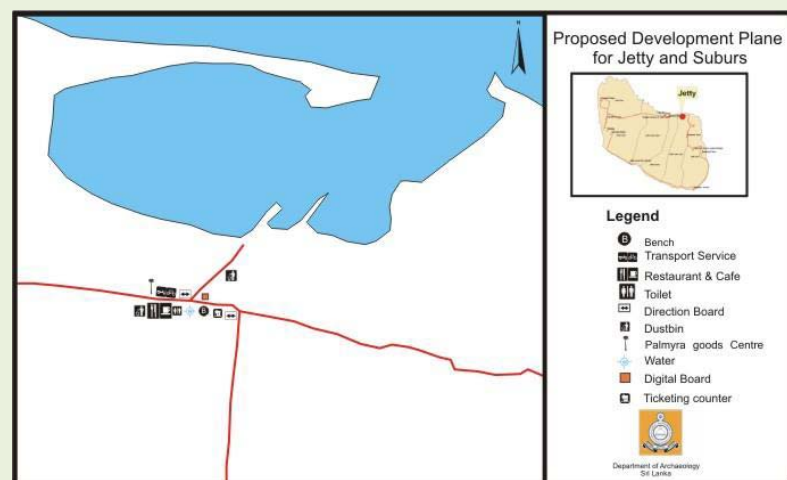 Proposed Development Plane
for Jetty and Suburs
Jetty
Legend
B Bench
Transport Service
Restaurant & Cafe
Toilet
Direction Board
Dustbin
Palmyra goods Centre
Water
Digital Board
Ticketing counter
Department of Archaeology
Sri Lanka
B